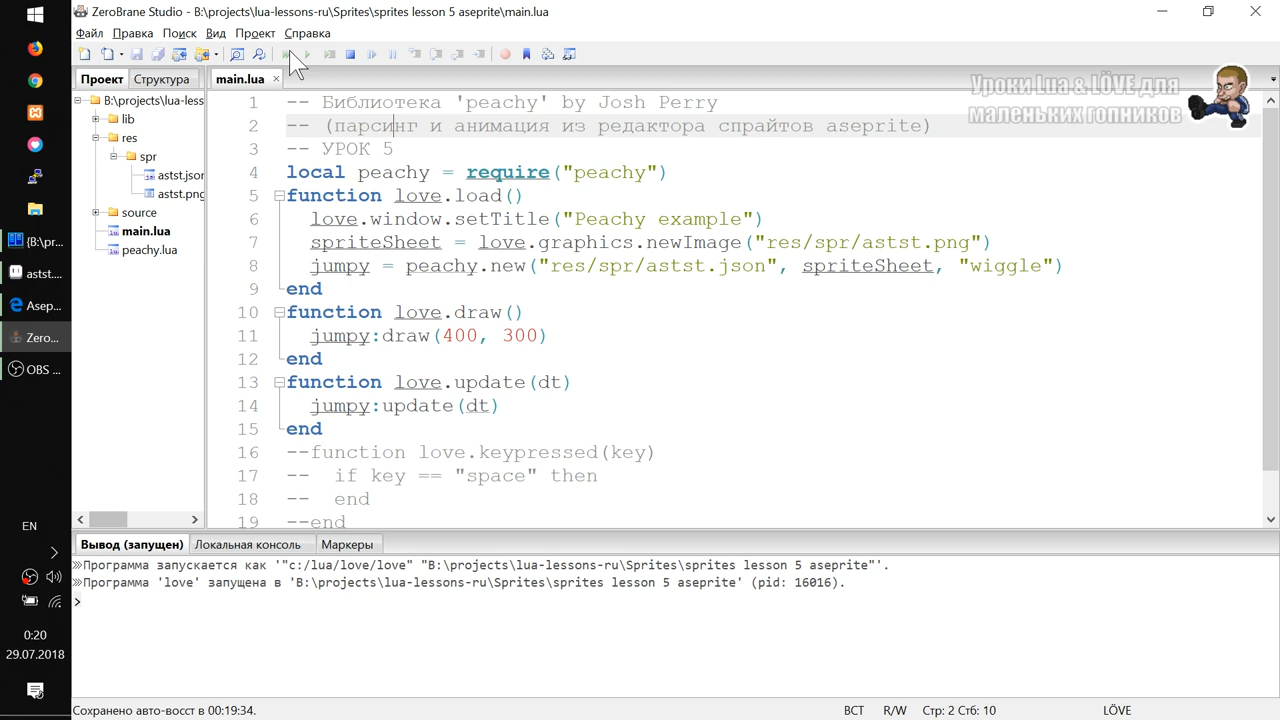 ZeroBrane Studio - B:\projects\lua-lessons-ru\Sprites\sprites lesson 5 aseprite\main.lua
Файл Правка Поиск Вид Проект Справка
Проект Структура
main.lua
Уроки Lua & LÖVE для
маленьких гопников
B:\projects\lua-less
lib
res
spr
astst.json
astst.png
source
main.lua
peachy.lua
1 -- Библиотека 'peachy' by Josh Perry
2 -- (парсинг и анимация из редактора спрайтов aseprite)
3 -- УРОК 5
4 local peachy = require("peachy")
5 function love.load()
6 love.window.setTitle("Peachy example")
7 spriteSheet = love.graphics.newImage("res/spr/astst.png")
8 jumpy = peachy.new("res/spr/astst.json", spriteSheet, "wiggle")
9 end
10 function love.draw()
11 jumpy:draw(400, 300)
12 end
13 function love.update(dt)
14 jumpy:update(dt)
15 end
16 --function love.keypressed(key)
17 -- if key == "space" then
18 -- end
19 --end
{B:\pr...
astst....
Asep...
Zero...
OBS ...
EN
0:20
29.07.2018
Вывод (запущен) Локальная консоль Маркеры
Программа запускается как '"c:/lua/love/love" "B:\projects\lua-lessons-ru\Sprites\sprites lesson 5 aseprite"'.
Программа 'love' запущена в 'B:\projects\lua-lessons-ru\Sprites\sprites lesson 5 aseprite' (pid: 16016).
Сохранено авто-восст в 00:19:34.
ВСТ R/W Стр: 2 Стб: 10 LÖVE